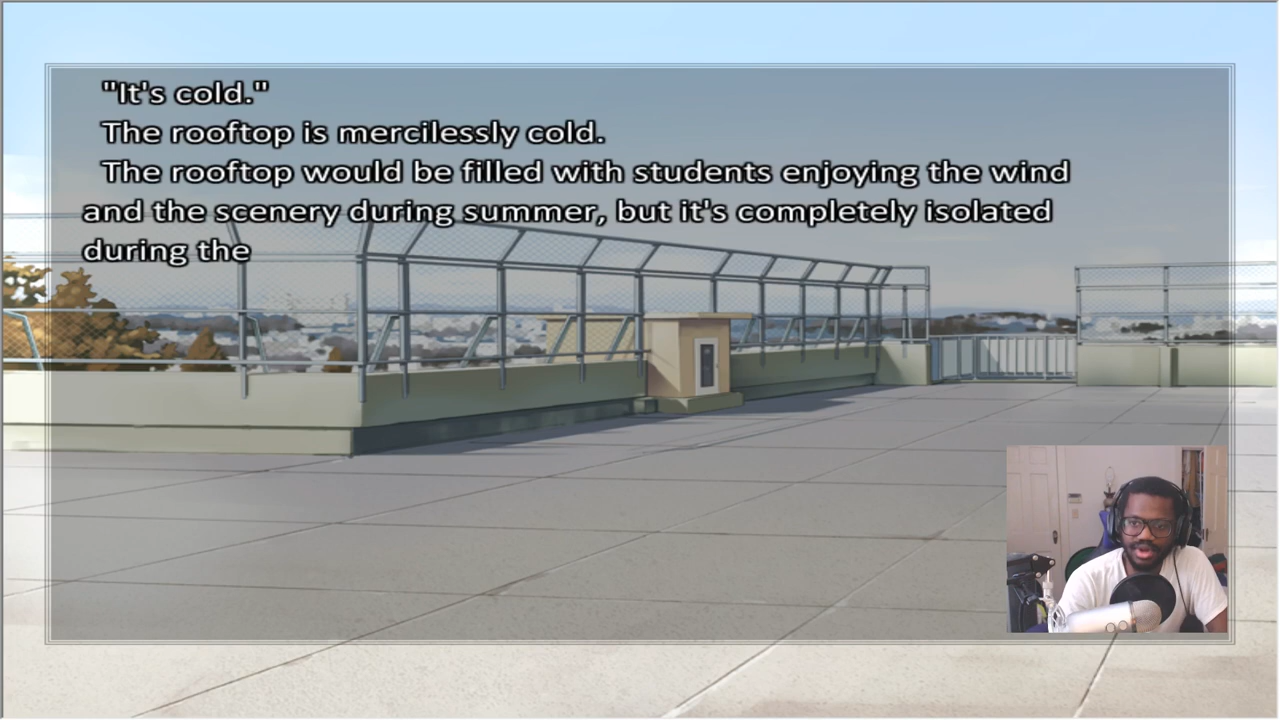 "It's cold."
The rooftop is mercilessly cold.
The rooftop would be filled with students enjoying the wind
and the scenery during summer, but it's completely isolated
during the